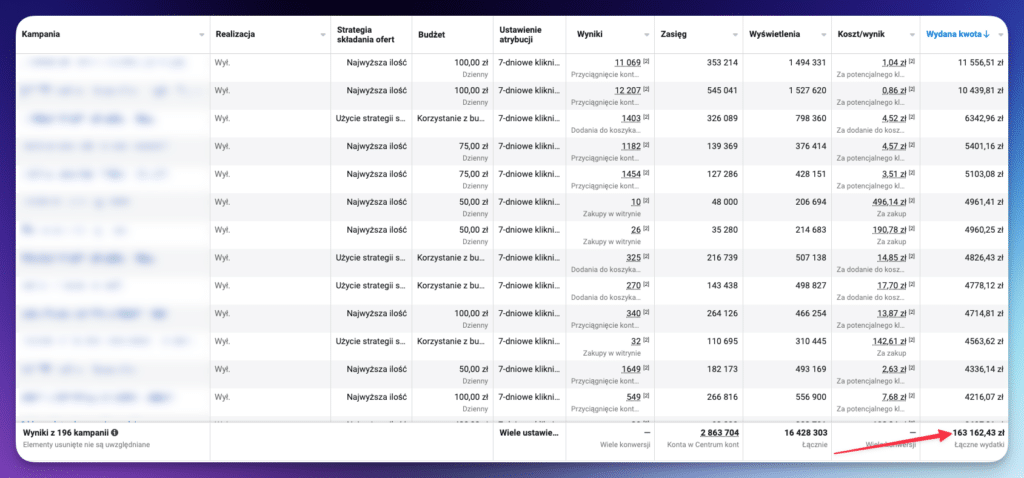 Kampania Realizacja Strategia składania ofert Budżet Ustawienie atrybucji Wyniki Zasięg Wyświetlenia Koszt/wynik Wydana kwota ↓
Wył. Najwyższa ilość 100,00 zł 7-dniowe klikni... 11 069 [2] 353 214 1 494 331 1,04 zł [2] 11 556,51 zł
Dzienny Przyciągnięcie kont... Za potencjalnego kl...
Wył. Najwyższa ilość 100,00 zł 7-dniowe klikni... 12 207 [2] 545 041 1 527 620 0,86 zł [2] 10 439,81 zł
Dzienny Przyciągnięcie kont... Za potencjalnego kl...
Wył. Użycie strategii s... Korzystanie z bu... 7-dniowe klikni... 1403 [2] 326 089 798 360 4,52 zł [2] 6342,96 zł
Dodania do koszyka... Za dodanie do kosz...
Wył. Najwyższa ilość 75,00 zł 7-dniowe klikni... 1182 [2] 139 369 376 414 4,57 zł [2] 5401,16 zł
Dzienny Przyciągnięcie kont... Za potencjalnego kl...
Wył. Najwyższa ilość 75,00 zł 7-dniowe klikni... 1454 [2] 127 286 428 151 3,51 zł [2] 5103,08 zł
Dzienny Przyciągnięcie kont... Za potencjalnego kl...
Wył. Najwyższa ilość 50,00 zł 7-dniowe klikni... 10 [2] 48 000 206 694 496,14 zł [2] 4961,41 zł
Dzienny Zakupy w witrynie Za zakup
Wył. Najwyższa ilość 50,00 zł 7-dniowe klikni... 26 [2] 35 280 214 683 190,78 zł [2] 4960,25 zł
Dzienny Zakupy w witrynie Za zakup
Wył. Użycie strategii s... Korzystanie z bu... 7-dniowe klikni... 325 [2] 216 739 507 138 14,85 zł [2] 4826,43 zł
Dodania do koszyka... Za dodanie do kosz...
Wył. Użycie strategii s... Korzystanie z bu... 7-dniowe klikni... 270 [2] 143 438 498 827 17,70 zł [2] 4778,12 zł
Dodania do koszyka... Za dodanie do kosz...
Wył. Najwyższa ilość 100,00 zł 7-dniowe klikni... 340 [2] 264 126 466 254 13,87 zł [2] 4714,81 zł
Dzienny Przyciągnięcie kont... Za potencjalnego kl...
Wył. Użycie strategii s... Korzystanie z bu... 7-dniowe klikni... 32 [2] 110 695 310 445 142,61 zł [2] 4563,62 zł
Zakupy w witrynie Za zakup
Wył. Najwyższa ilość 50,00 zł 7-dniowe klikni... 1649 [2] 182 173 493 169 2,63 zł [2] 4336,14 zł
Dzienny Przyciągnięcie kont... Za potencjalnego kl...
Wył. Najwyższa ilość 100,00 zł 7-dniowe klikni... 549 [2] 266 816 556 900 7,68 zł [2] 4216,07 zł
Dzienny Przyciągnięcie kont... Za potencjalnego kl...
Wyniki z 196 kampanii Wiele ustawie... — 2 863 704 16 428 303 — 163 162,43 zł
Elementy usunięte nie są uwzględniane Wiele konwersji Konta w Centrum kont Łącznie Wiele konwersji Łączne wydatki